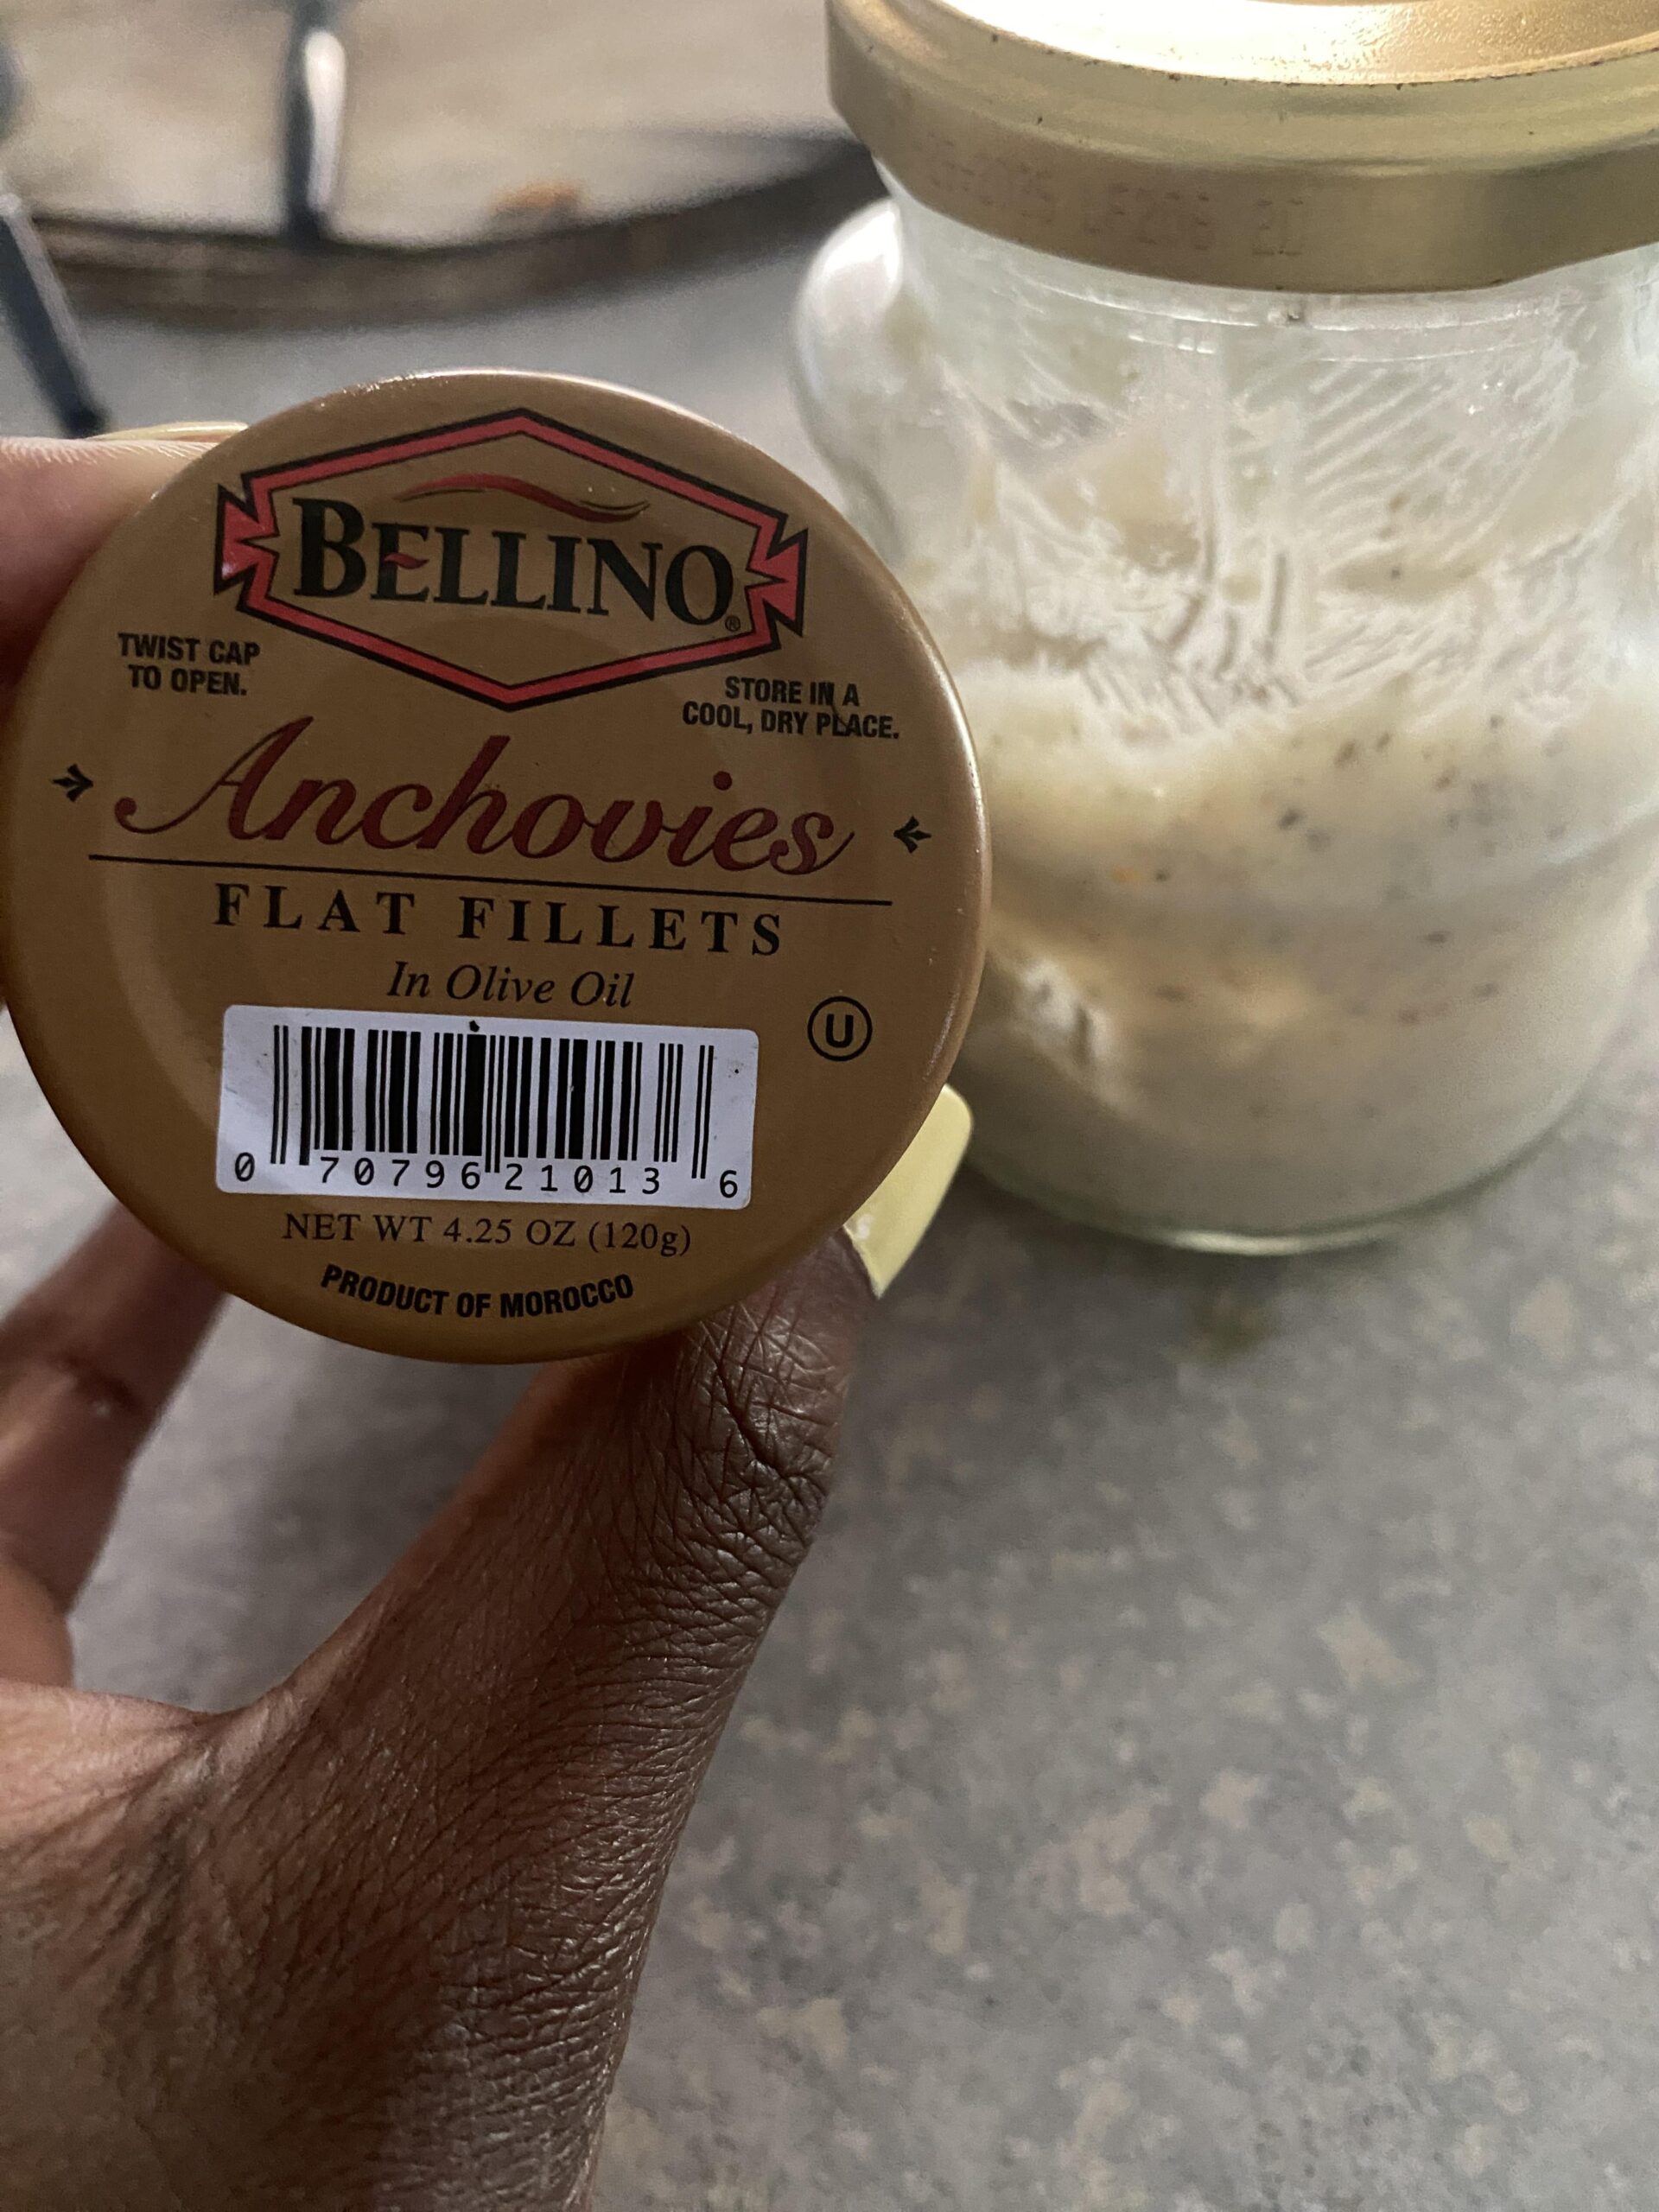 BELLINO®
TWIST CAP
TO OPEN.
STORE IN A
COOL, DRY PLACE.
Anchovies
FLAT FILLETS
In Olive Oil
U
0 70796 21013 6
NET WT 4.25 OZ (120g)
PRODUCT OF MOROCCO